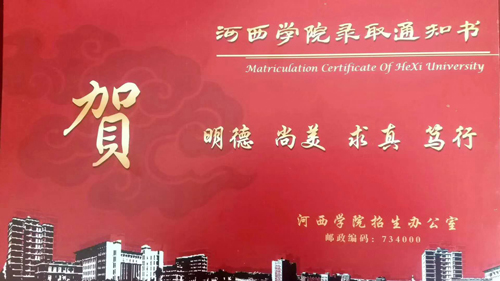 河西学院录取通知书
Matriculation Certificate Of HeXi University
贺
明德 尚美 求真 笃行
河西学院招生办公室
邮政编码：734000